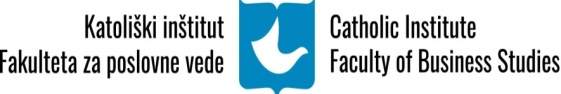 Katoliški inštitut
Fakulteta za poslovne vede
Catholic Institute
Faculty of Business Studies